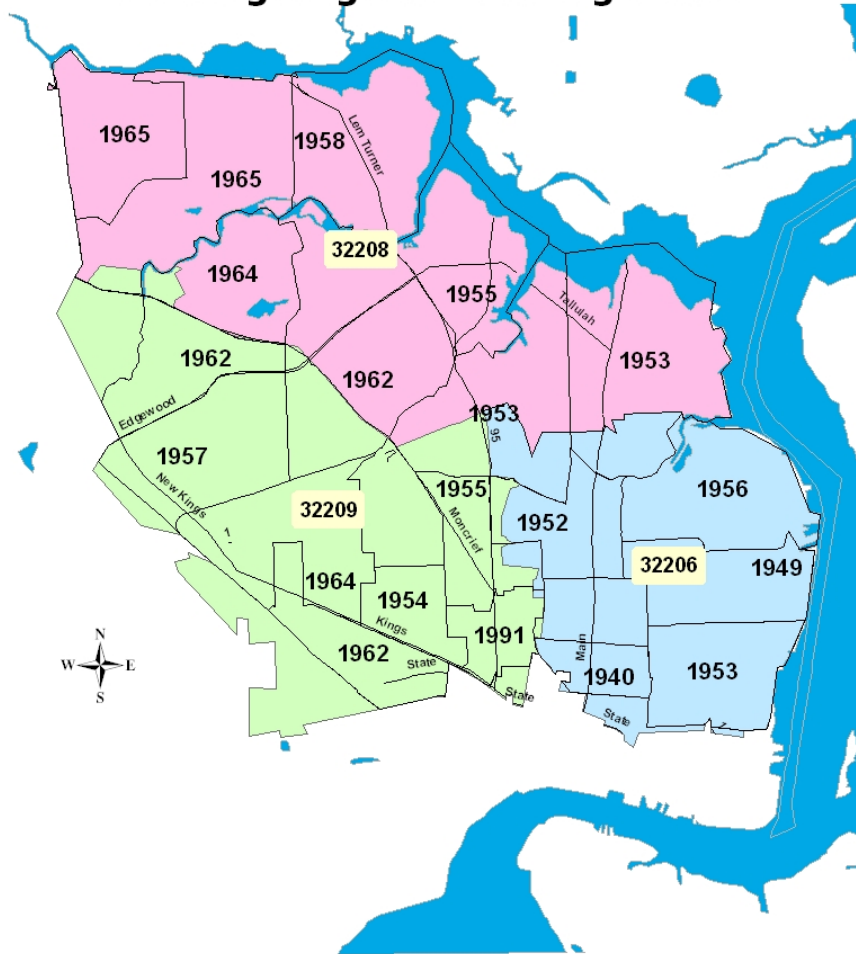 1965
1958
Lem Turner
1965
32208
1964
1955
Tallulah
1962
1962
1953
Edgewood
1953
95
1957
1955
1956
New Kings
32209
Moncrief
1952
1949
32206
1964
1954
Kings
1991
Main
1962
State
1940
1953
State
State
N
W
E
S